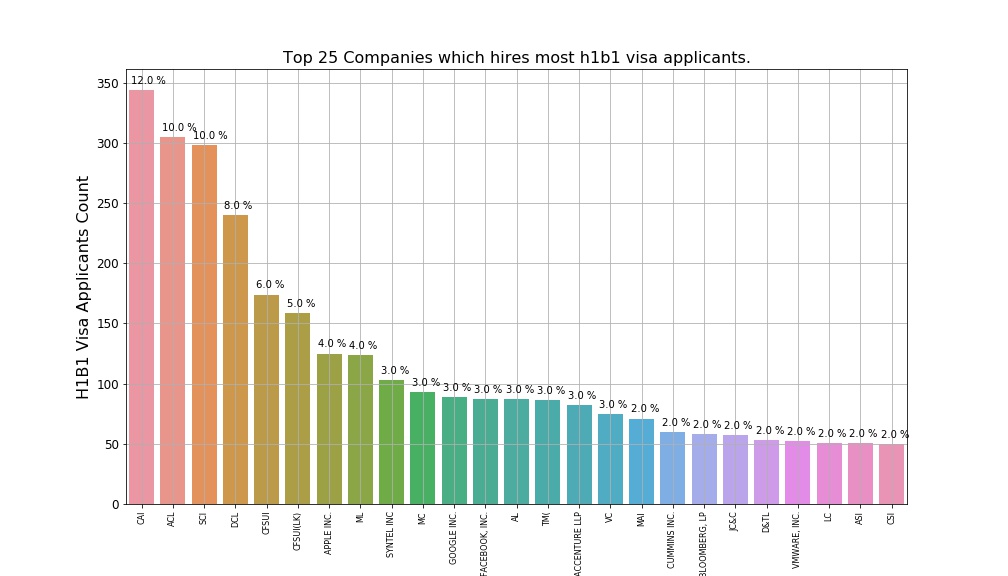 Top 25 Companies which hires most h1b1 visa applicants.
H1B1 Visa Applicants Count
350
300
250
200
150
100
50
0
12.0 %
10.0 %
10.0 %
8.0 %
6.0 %
5.0 %
4.0 %
4.0 %
3.0 %
3.0 %
3.0 %
3.0 %
3.0 %
3.0 %
3.0 %
3.0 %
2.0 %
2.0 %
2.0 %
2.0 %
2.0 %
2.0 %
2.0 %
2.0 %
2.0 %
CAI
ACL
SCI
DCL
CFSUI
CFSUI(LK)
APPLE INC.
ML
SYNTEL INC
MC
GOOGLE INC.
FACEBOOK, INC.
AL
TM(
ACCENTURE LLP
VC
MAI
CUMMINS INC.
BLOOMBERG, LP
JC&C
D&TL
VMWARE, INC.
LC
ASI
CSI